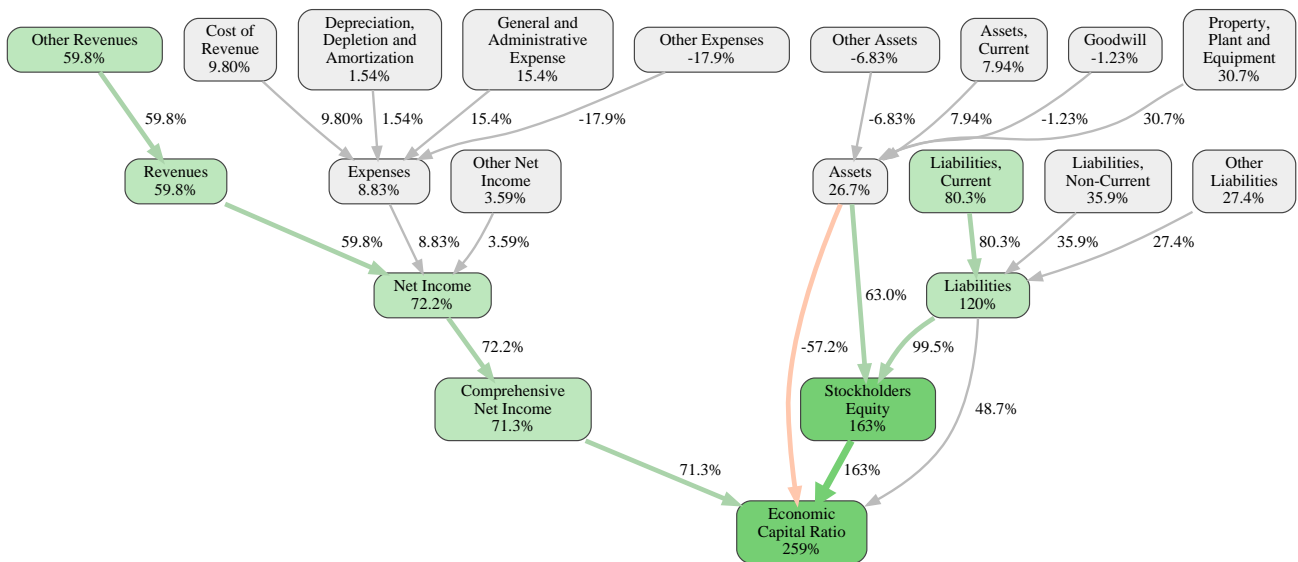 Other Revenues
59.8%
Cost of
Revenue
9.80%
Depreciation,
Depletion and
Amortization
1.54%
General and
Administrative
Expense
15.4%
Other Expenses
-17.9%
Other Assets
-6.83%
Assets,
Current
7.94%
Goodwill
-1.23%
Property,
Plant and
Equipment
30.7%
59.8%
9.80%
1.54%
15.4%
-17.9%
-6.83%
7.94%
-1.23%
30.7%
Revenues
59.8%
Expenses
8.83%
Other Net
Income
3.59%
Assets
26.7%
Liabilities,
Current
80.3%
Liabilities,
Non-Current
35.9%
Other
Liabilities
27.4%
59.8%
8.83%
3.59%
80.3%
35.9%
27.4%
Net Income
72.2%
63.0%
Liabilities
120%
72.2%
-57.2%
99.5%
Comprehensive
Net Income
71.3%
Stockholders
Equity
163%
48.7%
71.3%
163%
Economic
Capital Ratio
259%